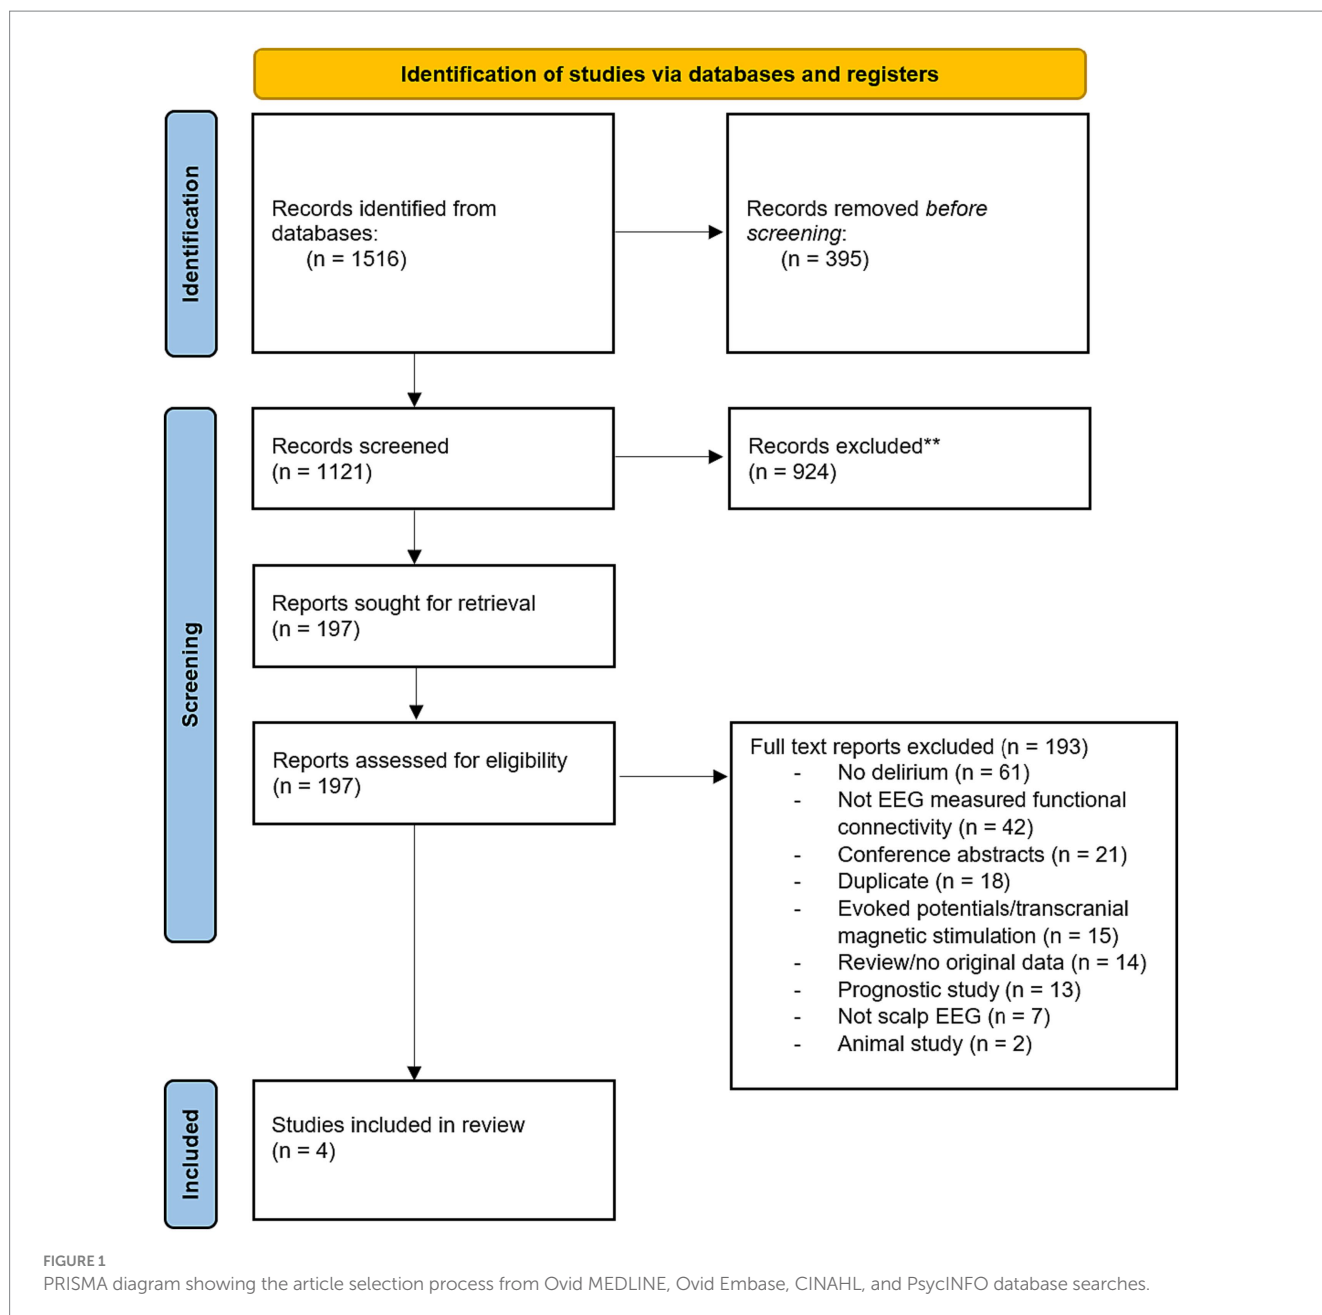 Identification of studies via databases and registers
Identification
Records identified from
databases:
(n = 1516)
Records removed before
screening:
(n = 395)
Screening
Records screened
(n = 1121)
Records excluded**
(n = 924)
Reports sought for retrieval
(n = 197)
Reports assessed for eligibility
(n = 197)
Full text reports excluded (n = 193)
- No delirium (n = 61)
- Not EEG measured functional
connectivity (n = 42)
- Conference abstracts (n = 21)
- Duplicate (n = 18)
- Evoked potentials/transcranial
magnetic stimulation (n = 15)
- Review/no original data (n = 14)
- Prognostic study (n = 13)
- Not scalp EEG (n = 7)
- Animal study (n = 2)
Included
Studies included in review
(n = 4)
FIGURE 1
PRISMA diagram showing the article selection process from Ovid MEDLINE, Ovid Embase, CINAHL, and PsycINFO database searches.